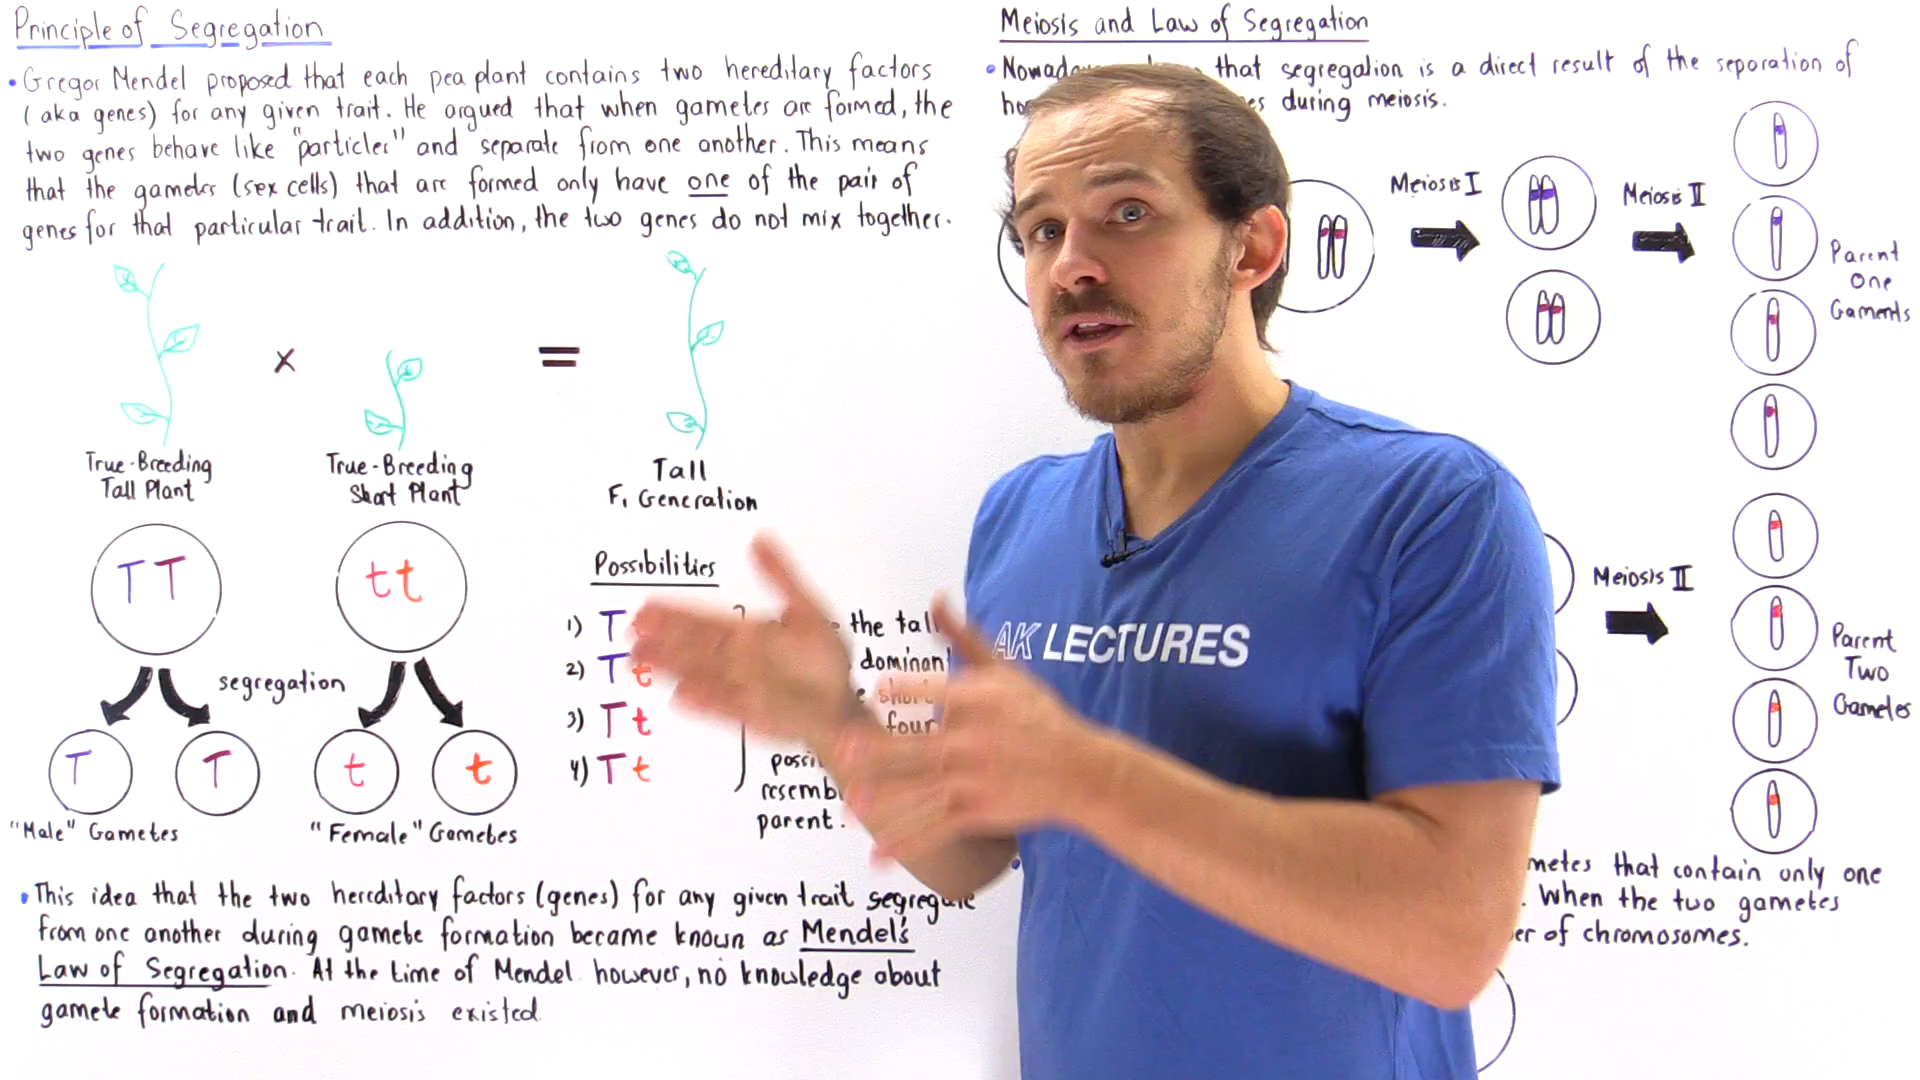 Principle of Segregation
• Gregor Mendel proposed that each pea plant contains two hereditary factors
(aka genes) for any given trait. He argued that when gametes are formed, the
two genes behave like "particles" and separate from one another. This means
that the gametes (sex cells) that are formed only have one of the pair of
genes for that particular trait. In addition, the two genes do not mix together.
x
=
True-Breeding
Tall Plant
True-Breeding
Short Plant
Tall
F₁ Generation
TT
tt
segregation
T
T
t
t
"Male" Gametes
"Female" Gametes
Possibilities
1) T
2) T t
3) T t
4) T t
the tall
dominant
short
four
resemb
parent.
• This idea that the two hereditary factors (genes) for any given trait segregate
from one another during gamete formation became known as Mendel's
Law of Segregation. At the time of Mendel however, no knowledge about
gamete formation and meiosis existed.
Meiosis and Law of Segregation
• that segregation is a direct result of the separation of
during meiosis.
Meiosis I
Meiosis II
Parent
One
Gaments
Meiosis II
Parent
Two
Gametes
metes that contain only one
. When the two gametes
er of chromosomes.
AK LECTURES